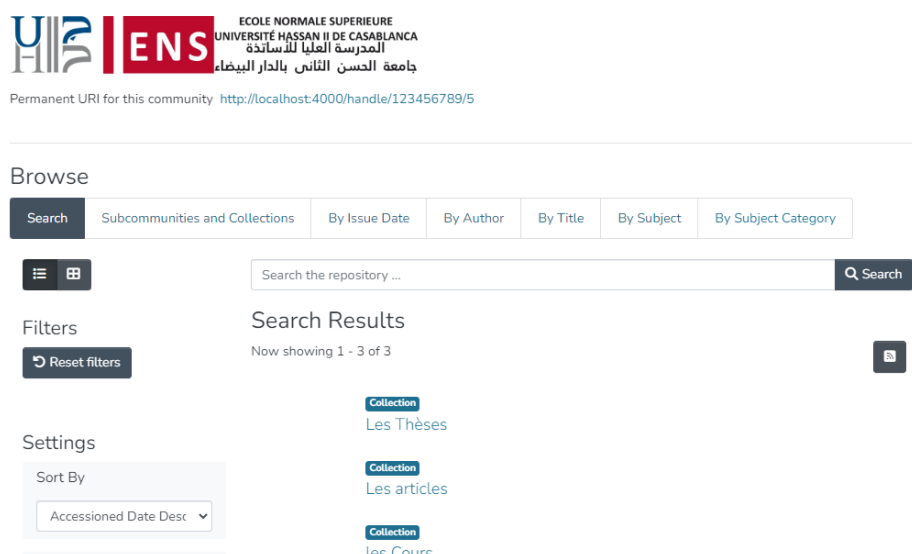 ENS
ECOLE NORMALE SUPERIEURE
UNIVERSITÉ HASSAN II DE CASABLANCA
المدرسة العليا للأساتذة
جامعة الحسن الثاني بالدار البيضاء
Permanent URI for this community http://localhost:4000/handle/123456789/5
Browse
Search Subcommunities and Collections By Issue Date By Author By Title By Subject By Subject Category
Search the repository ... Search
Filters
Reset filters
Search Results
Now showing 1 - 3 of 3
Collection
Les Thèses
Settings
Sort By
Accessioned Date Desc
Collection
Les articles
Collection
les Cours